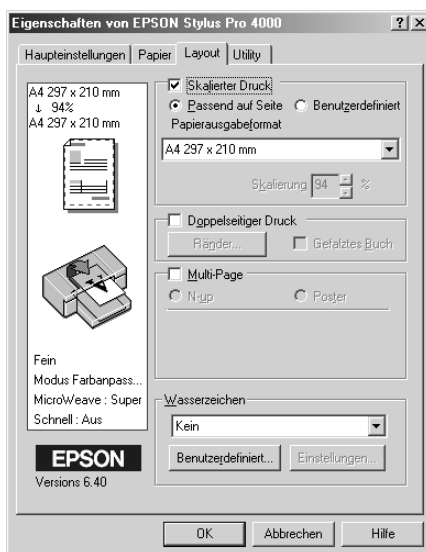 Eigenschaften von EPSON Stylus Pro 4000
Haupteinstellungen Papier Layout Utility
A4 297 x 210 mm
↓ 94%
A4 297 x 210 mm
Fein
Modus Farbanpass...
MicroWeave : Super
Schnell : Aus
EPSON
Versions 6.40
Skalierter Druck
Passend auf Seite Benutzerdefiniert
Papierausgabeformat
A4 297 x 210 mm
Skalierung 94 %
Doppelseitiger Druck
Ränder... Gefalztes Buch
Multi-Page
N-up Poster
Wasserzeichen
Kein
Benutzerdefiniert... Einstellungen...
OK Abbrechen Hilfe